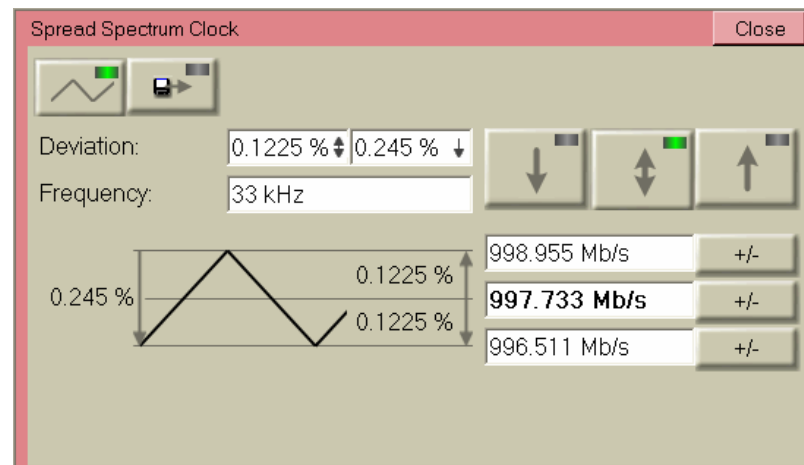 Spread Spectrum Clock Close
Deviation: 0.1225 % 0.245 %
Frequency: 33 kHz
998.955 Mb/s +/-
0.1225 %
0.245 % 997.733 Mb/s +/-
0.1225 %
996.511 Mb/s +/-